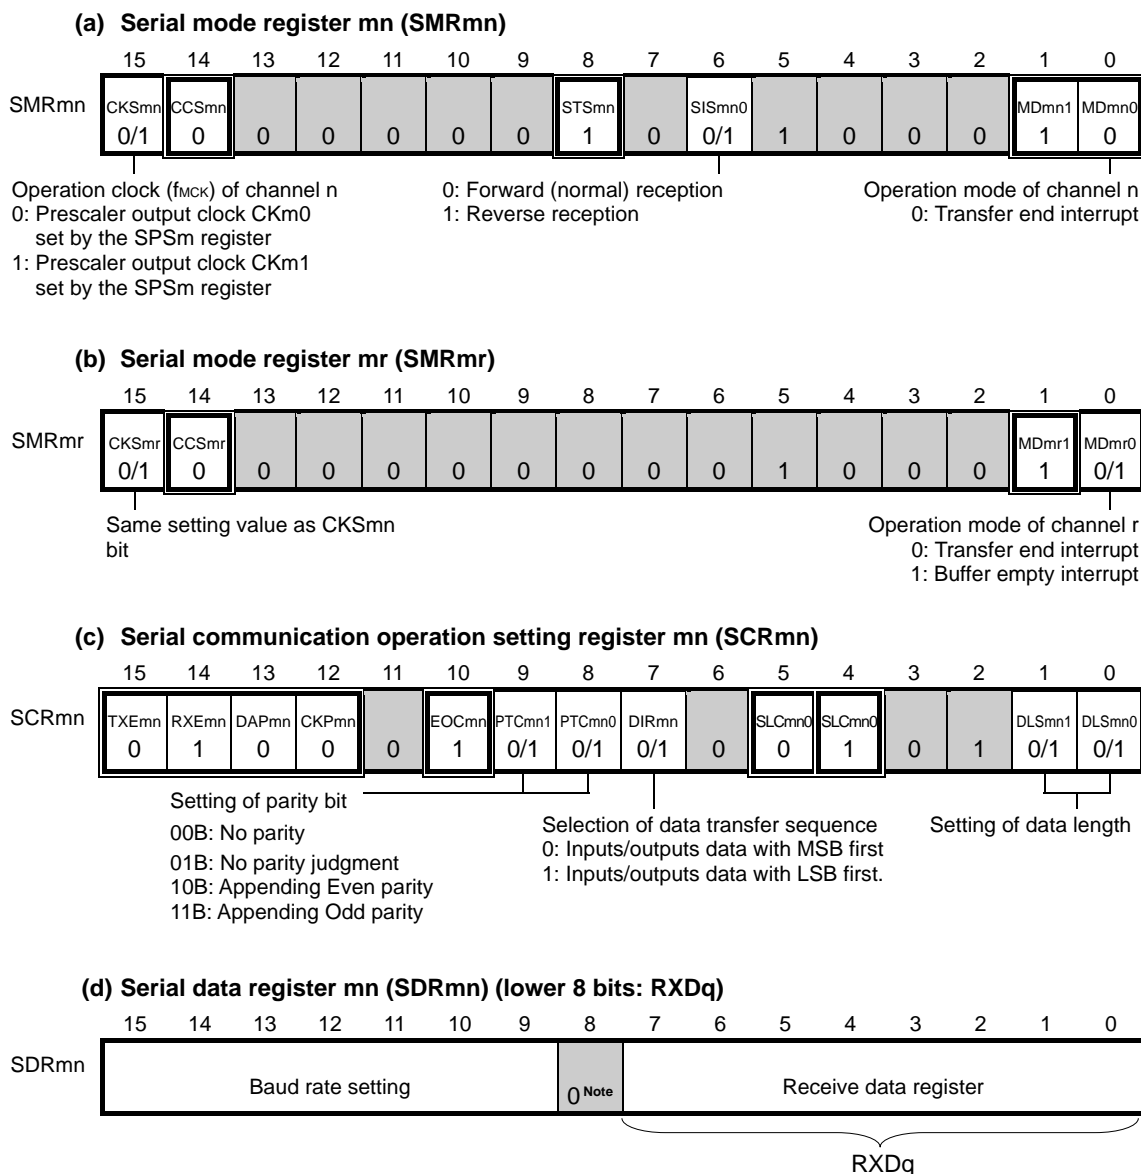 (a) Serial mode register mn (SMRmn)
15 14 13 12 11 10 9 8 7 6 5 4 3 2 1 0
SMRmn CKSmn CCSmn STSmn SISmn0 MDmn1 MDmn0
0/1 0 0 0 0 0 0 1 0 0/1 1 0 0 0 1 0
Operation clock (fMCK) of channel n
0: Prescaler output clock CKm0
set by the SPSm register
1: Prescaler output clock CKm1
set by the SPSm register
0: Forward (normal) reception
1: Reverse reception
Operation mode of channel n
0: Transfer end interrupt
(b) Serial mode register mr (SMRmr)
15 14 13 12 11 10 9 8 7 6 5 4 3 2 1 0
SMRmr CKSmr CCSmr MDmr1 MDmr0
0/1 0 0 0 0 0 0 0 0 0 1 0 0 0 1 0/1
Same setting value as CKSmn
bit
Operation mode of channel r
0: Transfer end interrupt
1: Buffer empty interrupt
(c) Serial communication operation setting register mn (SCRmn)
15 14 13 12 11 10 9 8 7 6 5 4 3 2 1 0
SCRmn TXEmn RXEmn DAPmn CKPmn EOCmn PTCmn1 PTCmn0 DIRmn SLCmn0 SLCmn0 DLSmn1 DLSmn0
0 1 0 0 0 1 0/1 0/1 0/1 0 0 1 0 1 0/1 0/1
Setting of parity bit
00B: No parity
01B: No parity judgment
10B: Appending Even parity
11B: Appending Odd parity
Selection of data transfer sequence
0: Inputs/outputs data with MSB first
1: Inputs/outputs data with LSB first.
Setting of data length
(d) Serial data register mn (SDRmn) (lower 8 bits: RXDq)
15 14 13 12 11 10 9 8 7 6 5 4 3 2 1 0
SDRmn
Baud rate setting 0 Note Receive data register
RXDq